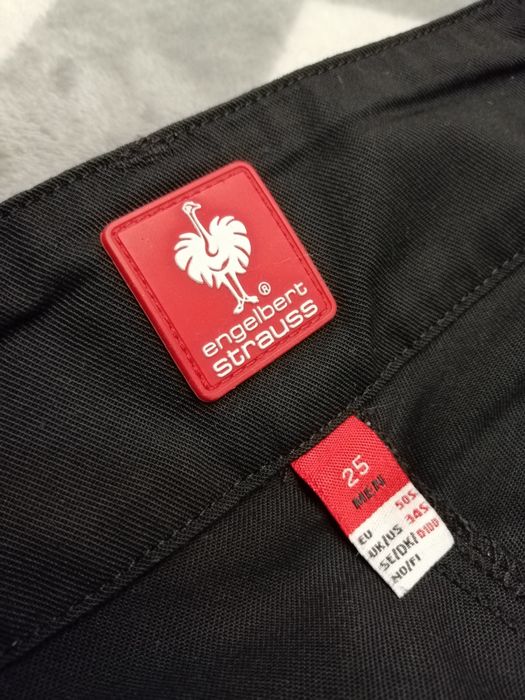 ®
engelbert
strauss
25
MEN
EU 50S
UK/US 34S
SE/DK/ D100
NO/FI